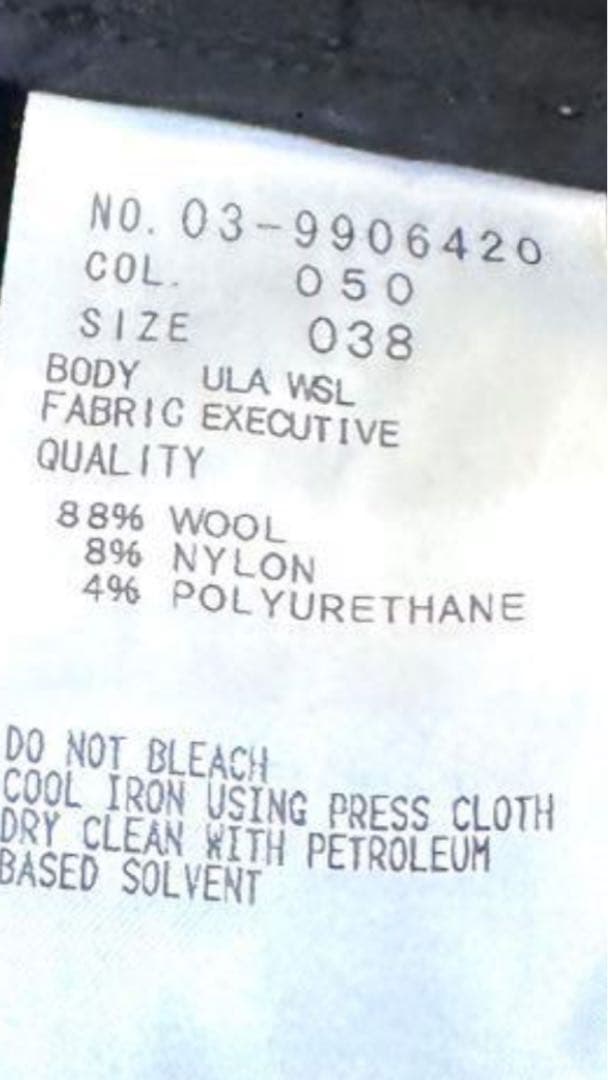 NO. 03-9906420
COL. 050
SIZE 038
BODY ULA WSL
FABRIC EXECUTIVE
QUALITY
88% WOOL
8% NYLON
4% POLYURETHANE
DO NOT BLEACH
COOL IRON USING PRESS CLOTH
DRY CLEAN WITH PETROLEUM
BASED SOLVENT